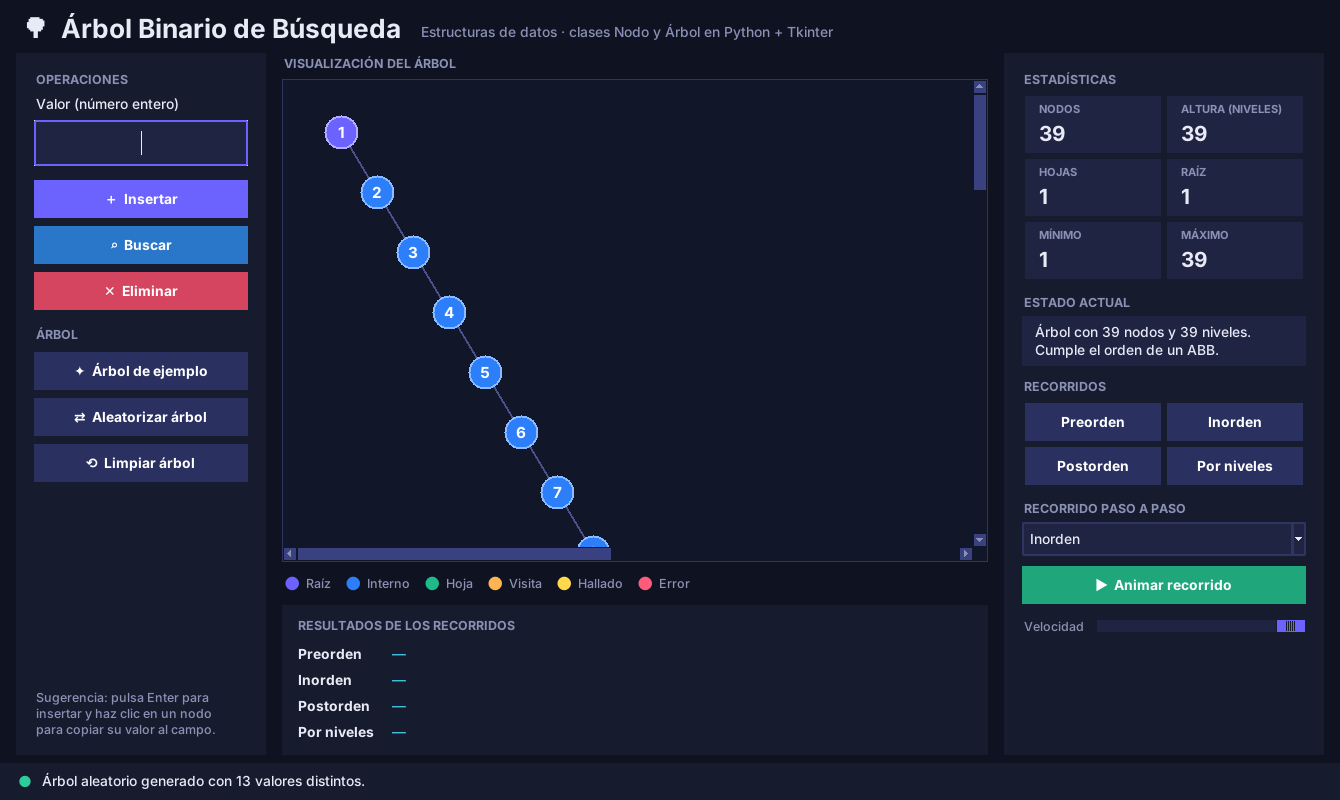 Árbol Binario de Búsqueda
Estructuras de datos · clases Nodo y Árbol en Python + Tkinter
OPERACIONES
Valor (número entero)
+ Insertar
⌕ Buscar
✕ Eliminar
ÁRBOL
✦ Árbol de ejemplo
⇄ Aleatorizar árbol
⟲ Limpiar árbol
Sugerencia: pulsa Enter para
insertar y haz clic en un nodo
para copiar su valor al campo.
VISUALIZACIÓN DEL ÁRBOL
1
2
3
4
5
6
7
Raíz
Interno
Hoja
Visita
Hallado
Error
RESULTADOS DE LOS RECORRIDOS
Preorden —
Inorden —
Postorden —
Por niveles —
ESTADÍSTICAS
NODOS
39
ALTURA (NIVELES)
39
HOJAS
1
RAÍZ
1
MÍNIMO
1
MÁXIMO
39
ESTADO ACTUAL
Árbol con 39 nodos y 39 niveles.
Cumple el orden de un ABB.
RECORRIDOS
Preorden
Inorden
Postorden
Por niveles
RECORRIDO PASO A PASO
Inorden
▶ Animar recorrido
Velocidad
Árbol aleatorio generado con 13 valores distintos.